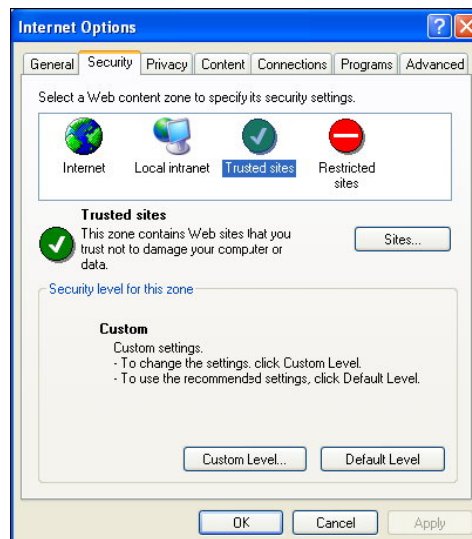 Internet Options
General Security Privacy Content Connections Programs Advanced
Select a Web content zone to specify its security settings.
Internet Local intranet Trusted sites Restricted
sites
Trusted sites
This zone contains Web sites that you
trust not to damage your computer or
data.
Sites...
Security level for this zone
Custom
Custom settings.
- To change the settings. click Custom Level.
- To use the recommended settings, click Default Level.
Custom Level... Default Level
OK Cancel Apply